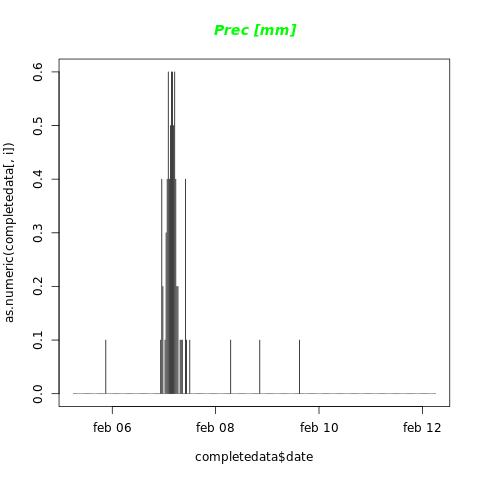 Prec [mm]
as.numeric(completedata[, i])
0.6
0.5
0.4
0.3
0.2
0.1
0.0
feb 06 feb 08 feb 10 feb 12
completedata$date